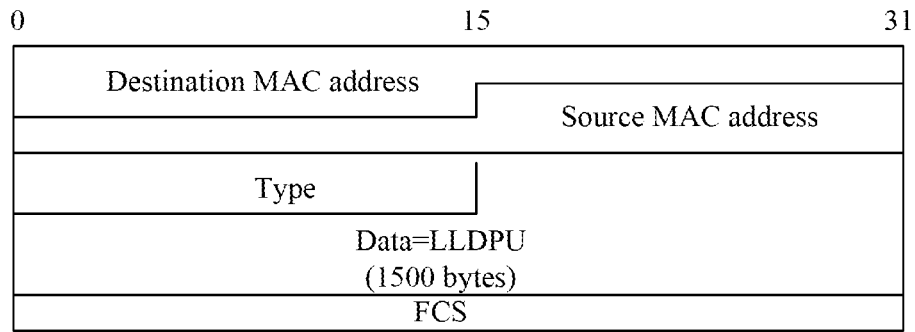 0 15 31
Destination MAC address
Source MAC address
Type
Data=LLDPU
(1500 bytes)
FCS